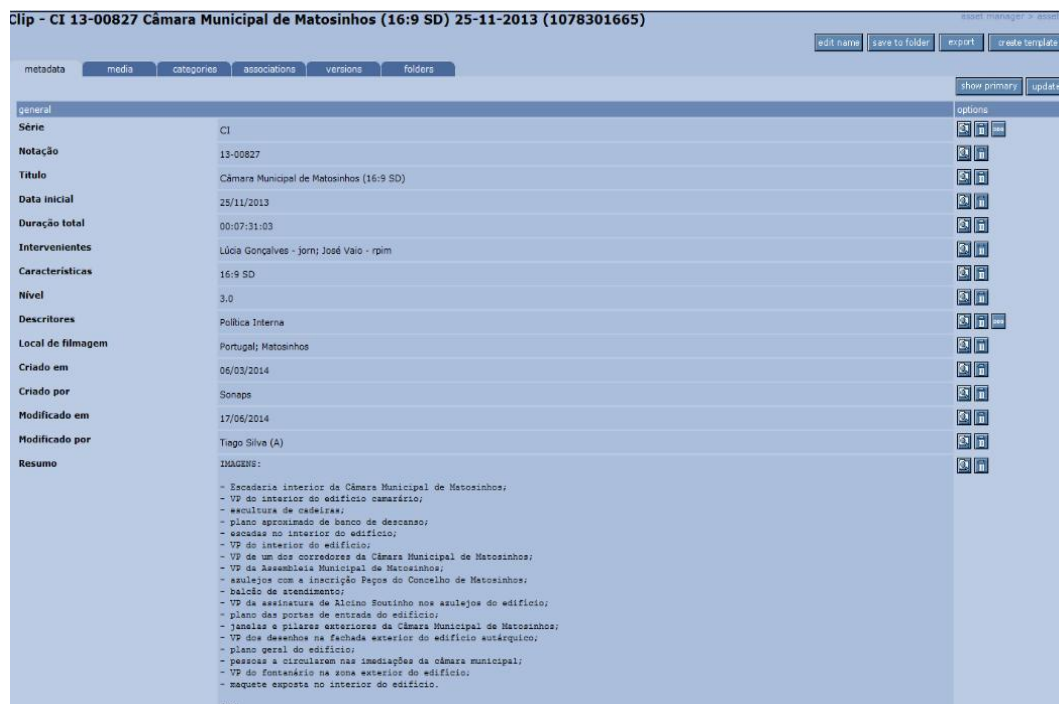 Clip - CI 13-00827 Câmara Municipal de Matosinhos (16:9 SD) 25-11-2013 (1078301665)
asset manager > asset
edit name save to folder export create template
metadata media categories associations versions folders
show primary update
general options
Série CI
Notação 13-00827
Título Câmara Municipal de Matosinhos (16:9 SD)
Data inicial 25/11/2013
Duração total 00:07:31:03
Intervenientes Lúcia Gonçalves - jorn; José Vaio - rpim
Características 16:9 SD
Nível 3.0
Descritores Política Interna
Local de filmagem Portugal; Matosinhos
Criado em 06/03/2014
Criado por Sonaps
Modificado em 17/06/2014
Modificado por Tiago Silva (A)
Resumo IMAGENS:
- Escadaria interior da Câmara Municipal de Matosinhos;
- VP do interior do edifício camarário;
- escultura de cadeiras;
- plano aproximado de banco de descanso;
- escadas no interior do edifício;
- VP do interior do edifício;
- VP de um dos corredores da Câmara Municipal de Matosinhos;
- VP da Assembleia Municipal de Matosinhos;
- azulejos com a inscrição Paços do Concelho de Matosinhos;
- balcão de atendimento;
- VP da assinatura de Alcino Soutinho nos azulejos do edifício;
- plano das portas de entrada do edifício;
- janelas e pilares exteriores da Câmara Municipal de Matosinhos;
- VP dos desenhos na fachada exterior do edifício autárquico;
- plano geral do edifício;
- pessoas a circularem nas imediações da câmara municipal;
- VP do fontanário na zona exterior do edifício;
- maquete exposta no interior do edifício.